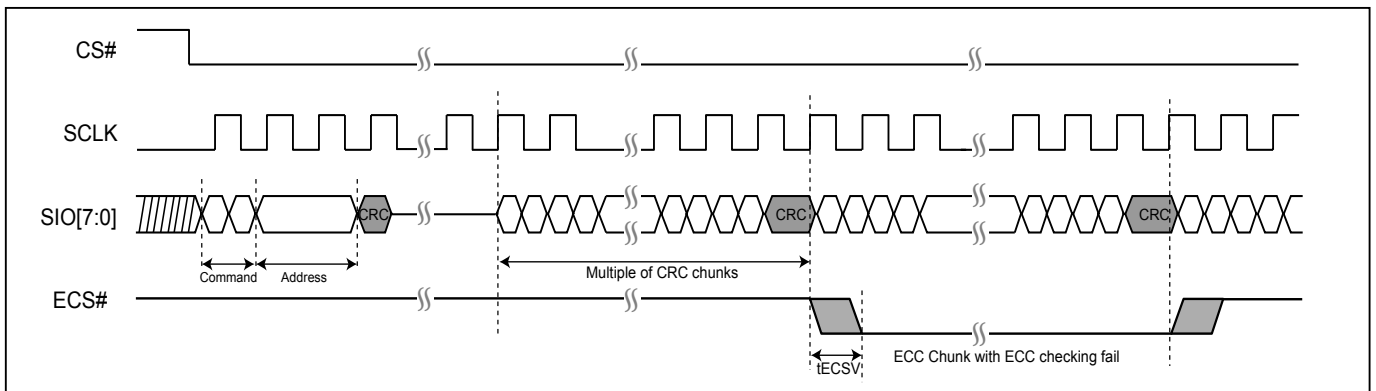 CS#
SCLK
SIO[7:0]
CRC
CRC
CRC
Command
Address
Multiple of CRC chunks
ECS#
tECSV
ECC Chunk with ECC checking fail